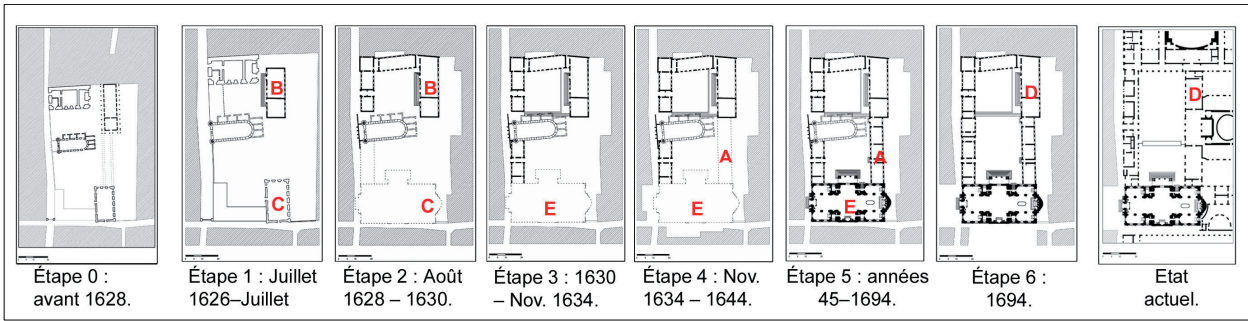 B
B
D
D
A
A
C
C
E
E
E
Étape 0 :
avant 1628.
Étape 1 : Juillet
1626–Juillet
Étape 2 : Août
1628 – 1630.
Étape 3 : 1630
– Nov. 1634.
Étape 4 : Nov.
1634 – 1644.
Étape 5 : années
45–1694.
Étape 6 :
1694.
Etat
actuel.